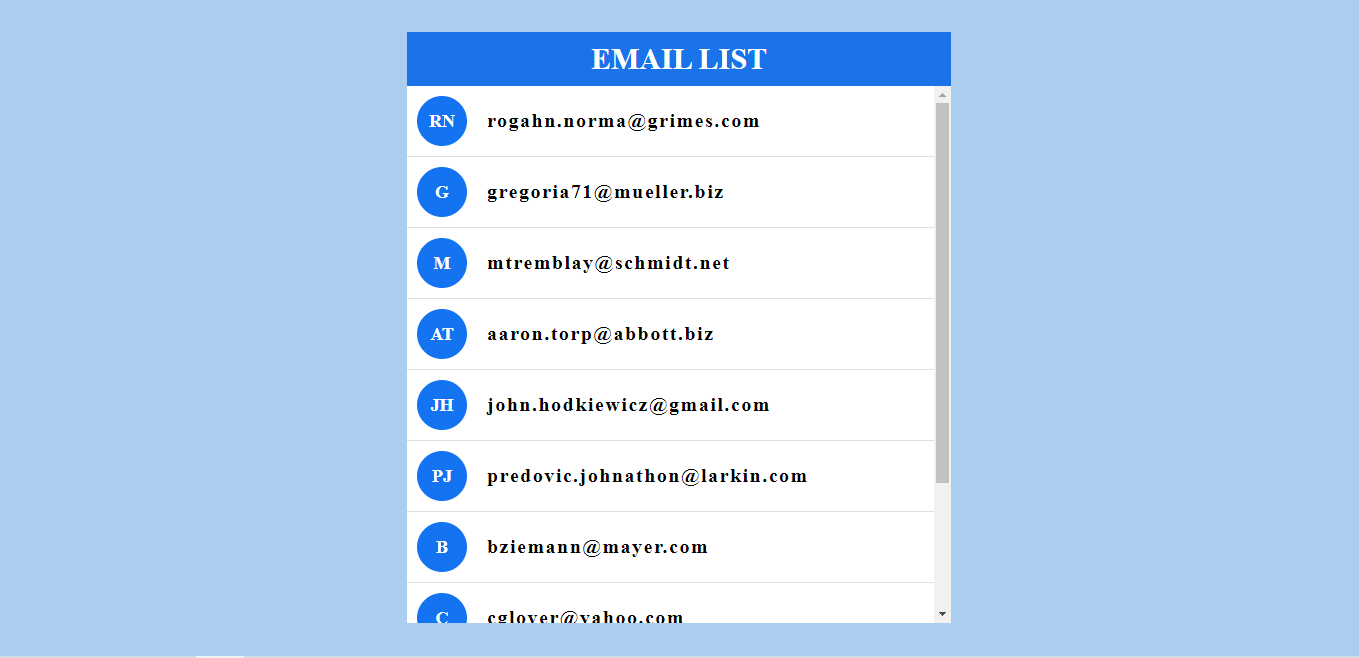 EMAIL LIST
RN rogahn.norma@grimes.com
G gregoria71@mueller.biz
M mtremblay@schmidt.net
AT aaron.torp@abbott.biz
JH john.hodkiewicz@gmail.com
PJ predovic.johnathon@larkin.com
B bziemann@mayer.com
C cglover@yahoo.com